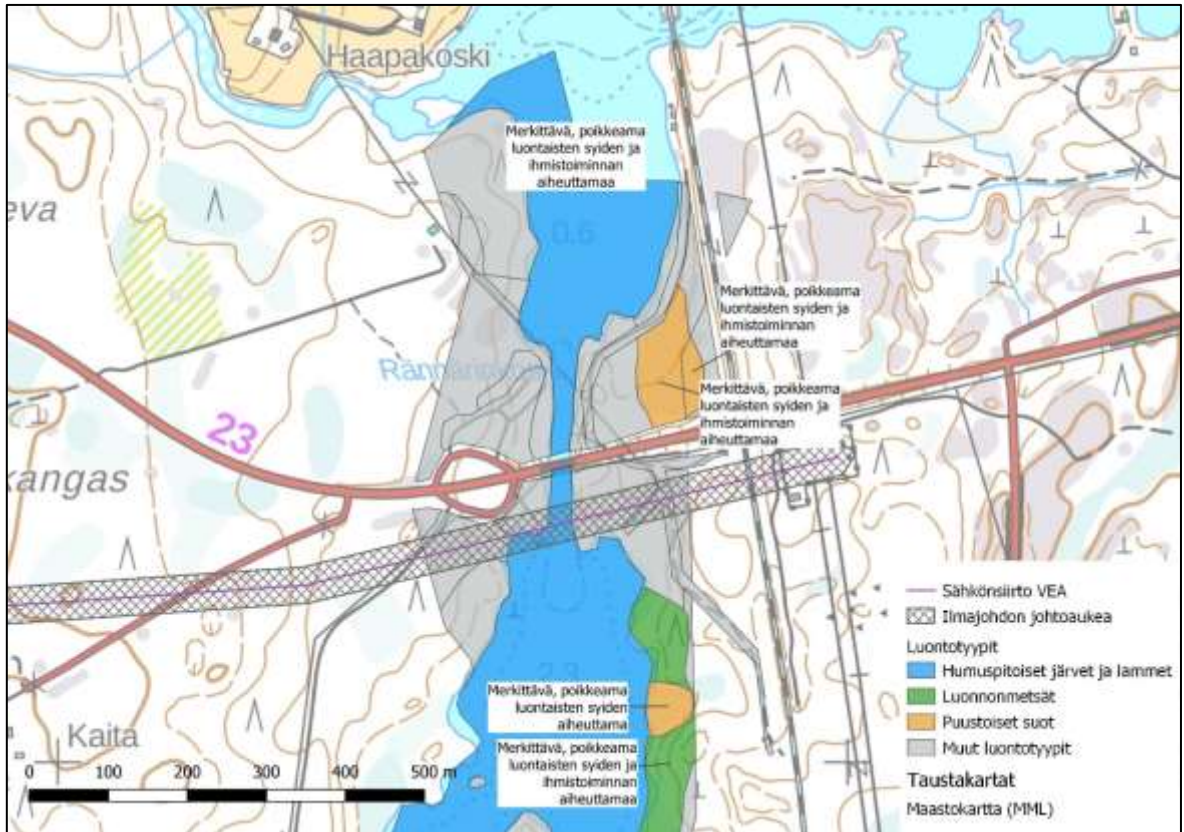 Haapakoski
Merkittävä, poikkeama
luontaisten syiden ja
ihmistoiminnan
aiheuttamaa
eva
0.6
Merkittävä, poikkeama
luontaisten syiden ja
ihmistoiminnan
aiheuttamaa
Merkittävä, poikkeama
luontaisten syiden ja
ihmistoiminnan
aiheuttamaa
23
kangas
2.3
Merkittävä, poikkeama
luontaisten syiden
aiheuttama
Merkittävä, poikkeama
luontaisten syiden ja
ihmistoiminnan
aiheuttamaa
Kaita
0 100 200 300 400 500 m
Sähkönsiirto VEA
Ilmajohdon johtoaukea
Luontotyypit
Humuspitoiset järvet ja lammet
Luonnonmetsät
Puustoiset suot
Muut luontotyypit
Taustakartat
Maastokartta (MML)